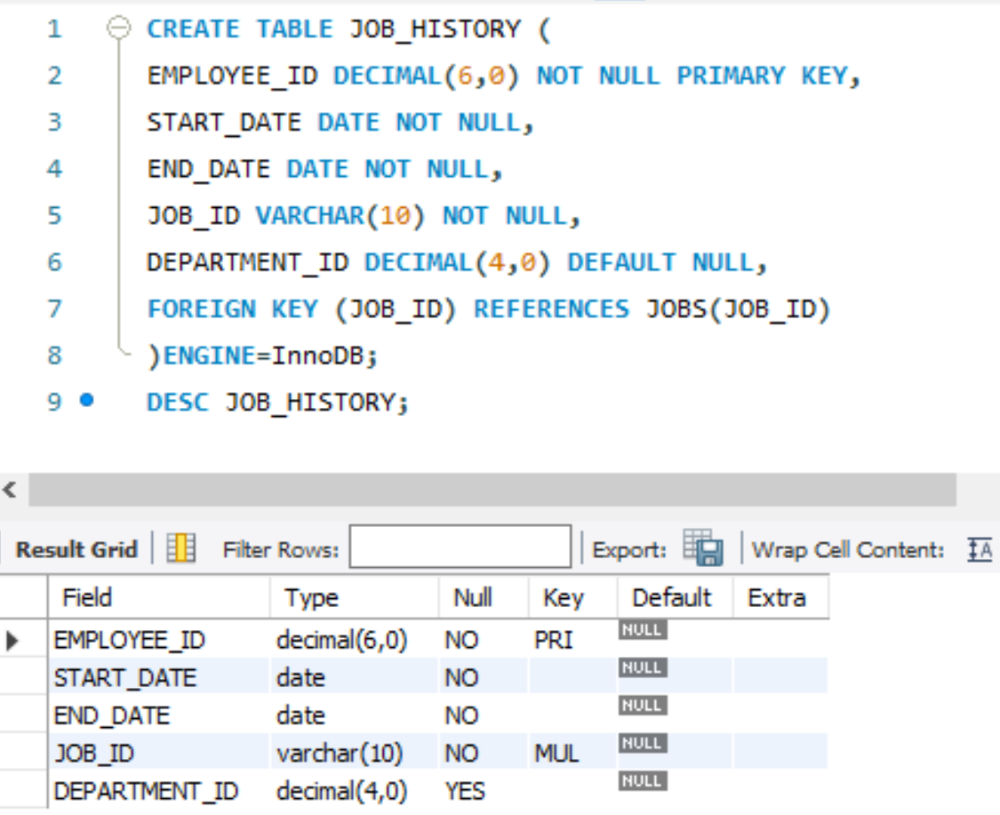 1 CREATE TABLE JOB_HISTORY (
2 EMPLOYEE_ID DECIMAL(6,0) NOT NULL PRIMARY KEY,
3 START_DATE DATE NOT NULL,
4 END_DATE DATE NOT NULL,
5 JOB_ID VARCHAR(10) NOT NULL,
6 DEPARTMENT_ID DECIMAL(4,0) DEFAULT NULL,
7 FOREIGN KEY (JOB_ID) REFERENCES JOBS(JOB_ID)
8 )ENGINE=InnoDB;
9 DESC JOB_HISTORY;
Result Grid Filter Rows: Export: Wrap Cell Content: IA
Field Type Null Key Default Extra
EMPLOYEE_ID decimal(6,0) NO PRI NULL
START_DATE date NO NULL
END_DATE date NO NULL
JOB_ID varchar(10) NO MUL NULL
DEPARTMENT_ID decimal(4,0) YES NULL